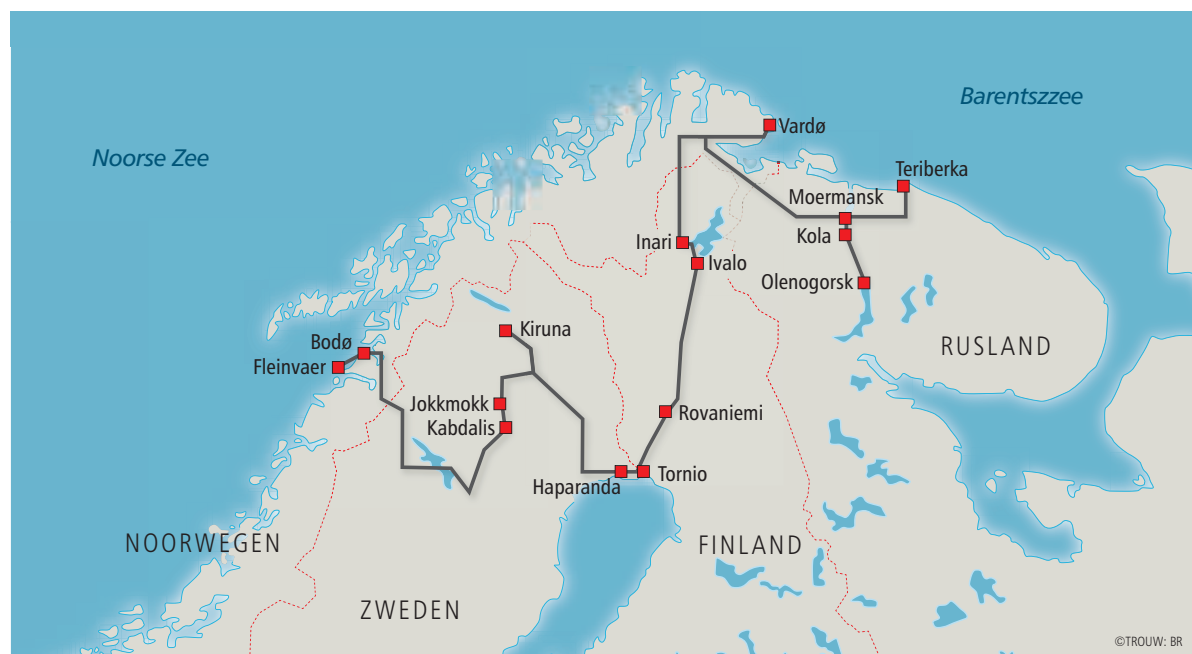 Barentszzee
Noorse Zee
Vardø
Teriberka
Moermansk
Kola
Inari
Ivalo
Olenogorsk
Kiruna
Bodø
RUSLAND
Fleinvaer
Jokkmokk
Rovaniemi
Kabdalis
Tornio
Haparanda
NOORWEGEN
FINLAND
ZWEDEN
©TROUW: BR